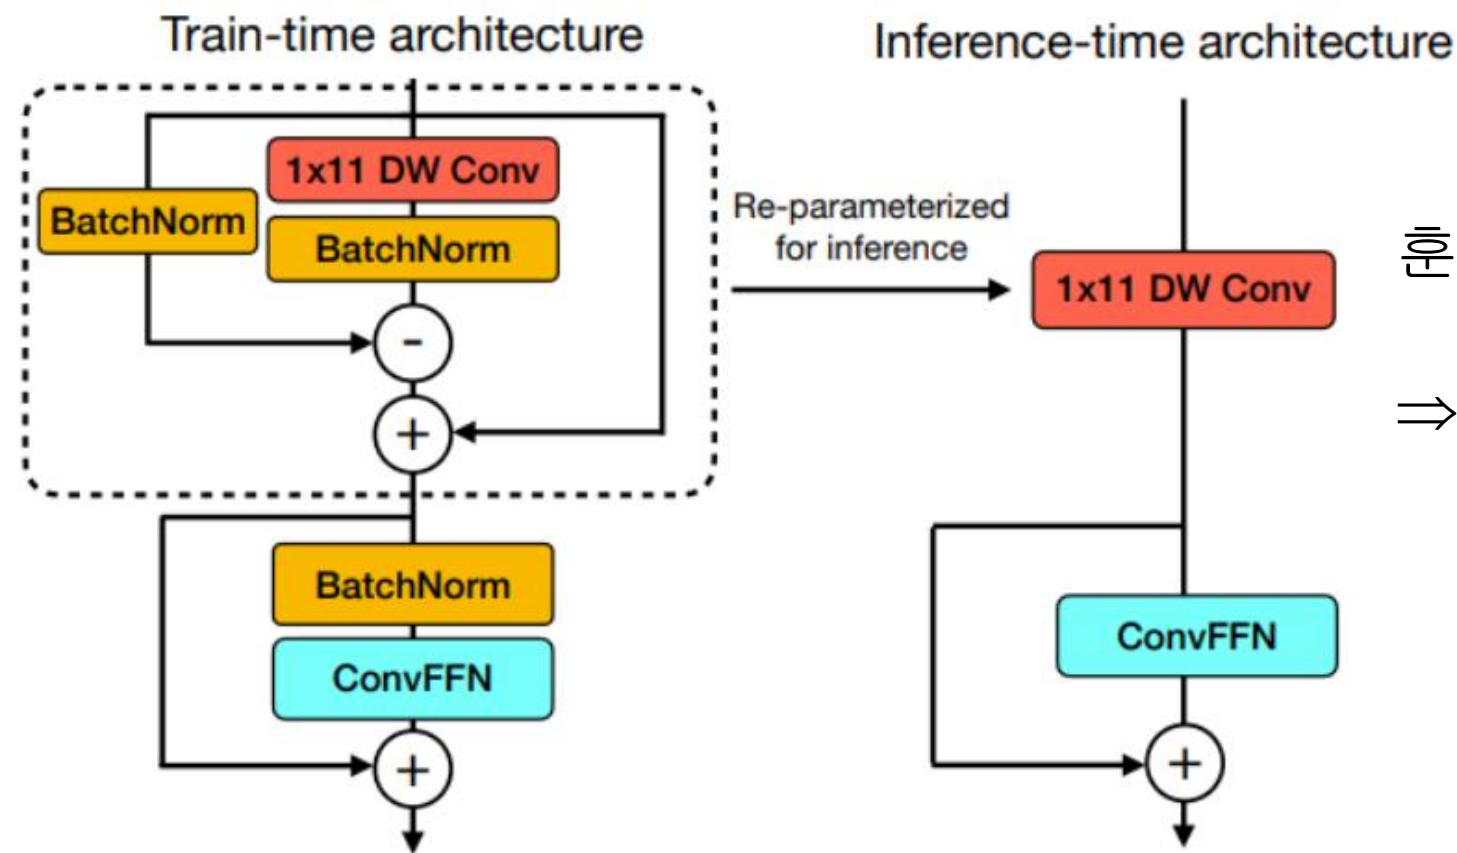 Train-time architecture
Inference-time architecture
1x11 DW Conv
BatchNorm
BatchNorm
-
+
Re-parameterized
for inference
1x11 DW Conv
훈
⇒
BatchNorm
ConvFFN
+
ConvFFN
+